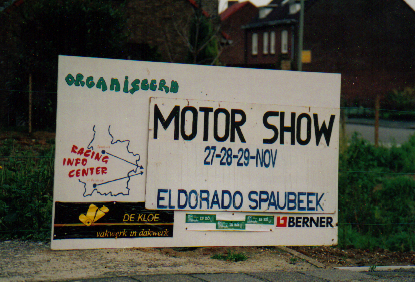 ORGANISEERD
MOTOR SHOW
27-28-29-NOV
RACING
INFO
CENTER
ELDORADO SPAUBEEK
DE KLOE
vakwerk in dakwerk
BERNER